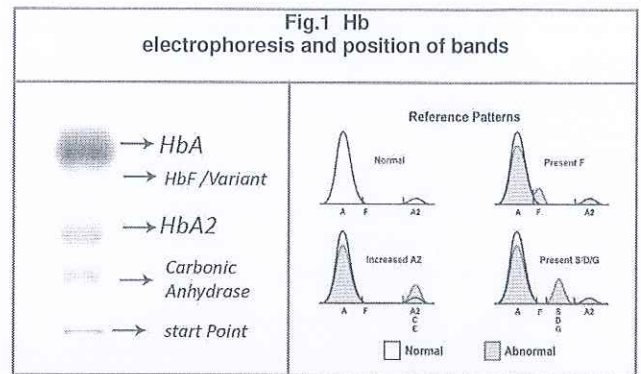 Fig.1 Hb
electrophoresis and position of bands
HbA
HbF /Variant
HbA2
Carbonic
Anhydrase
start Point
Reference Patterns
Normal
A F A2
Present F
A F A2
Increased A2
A F A2
C
E
Present S/D/G
A F S A2
D
G
Normal
Abnormal